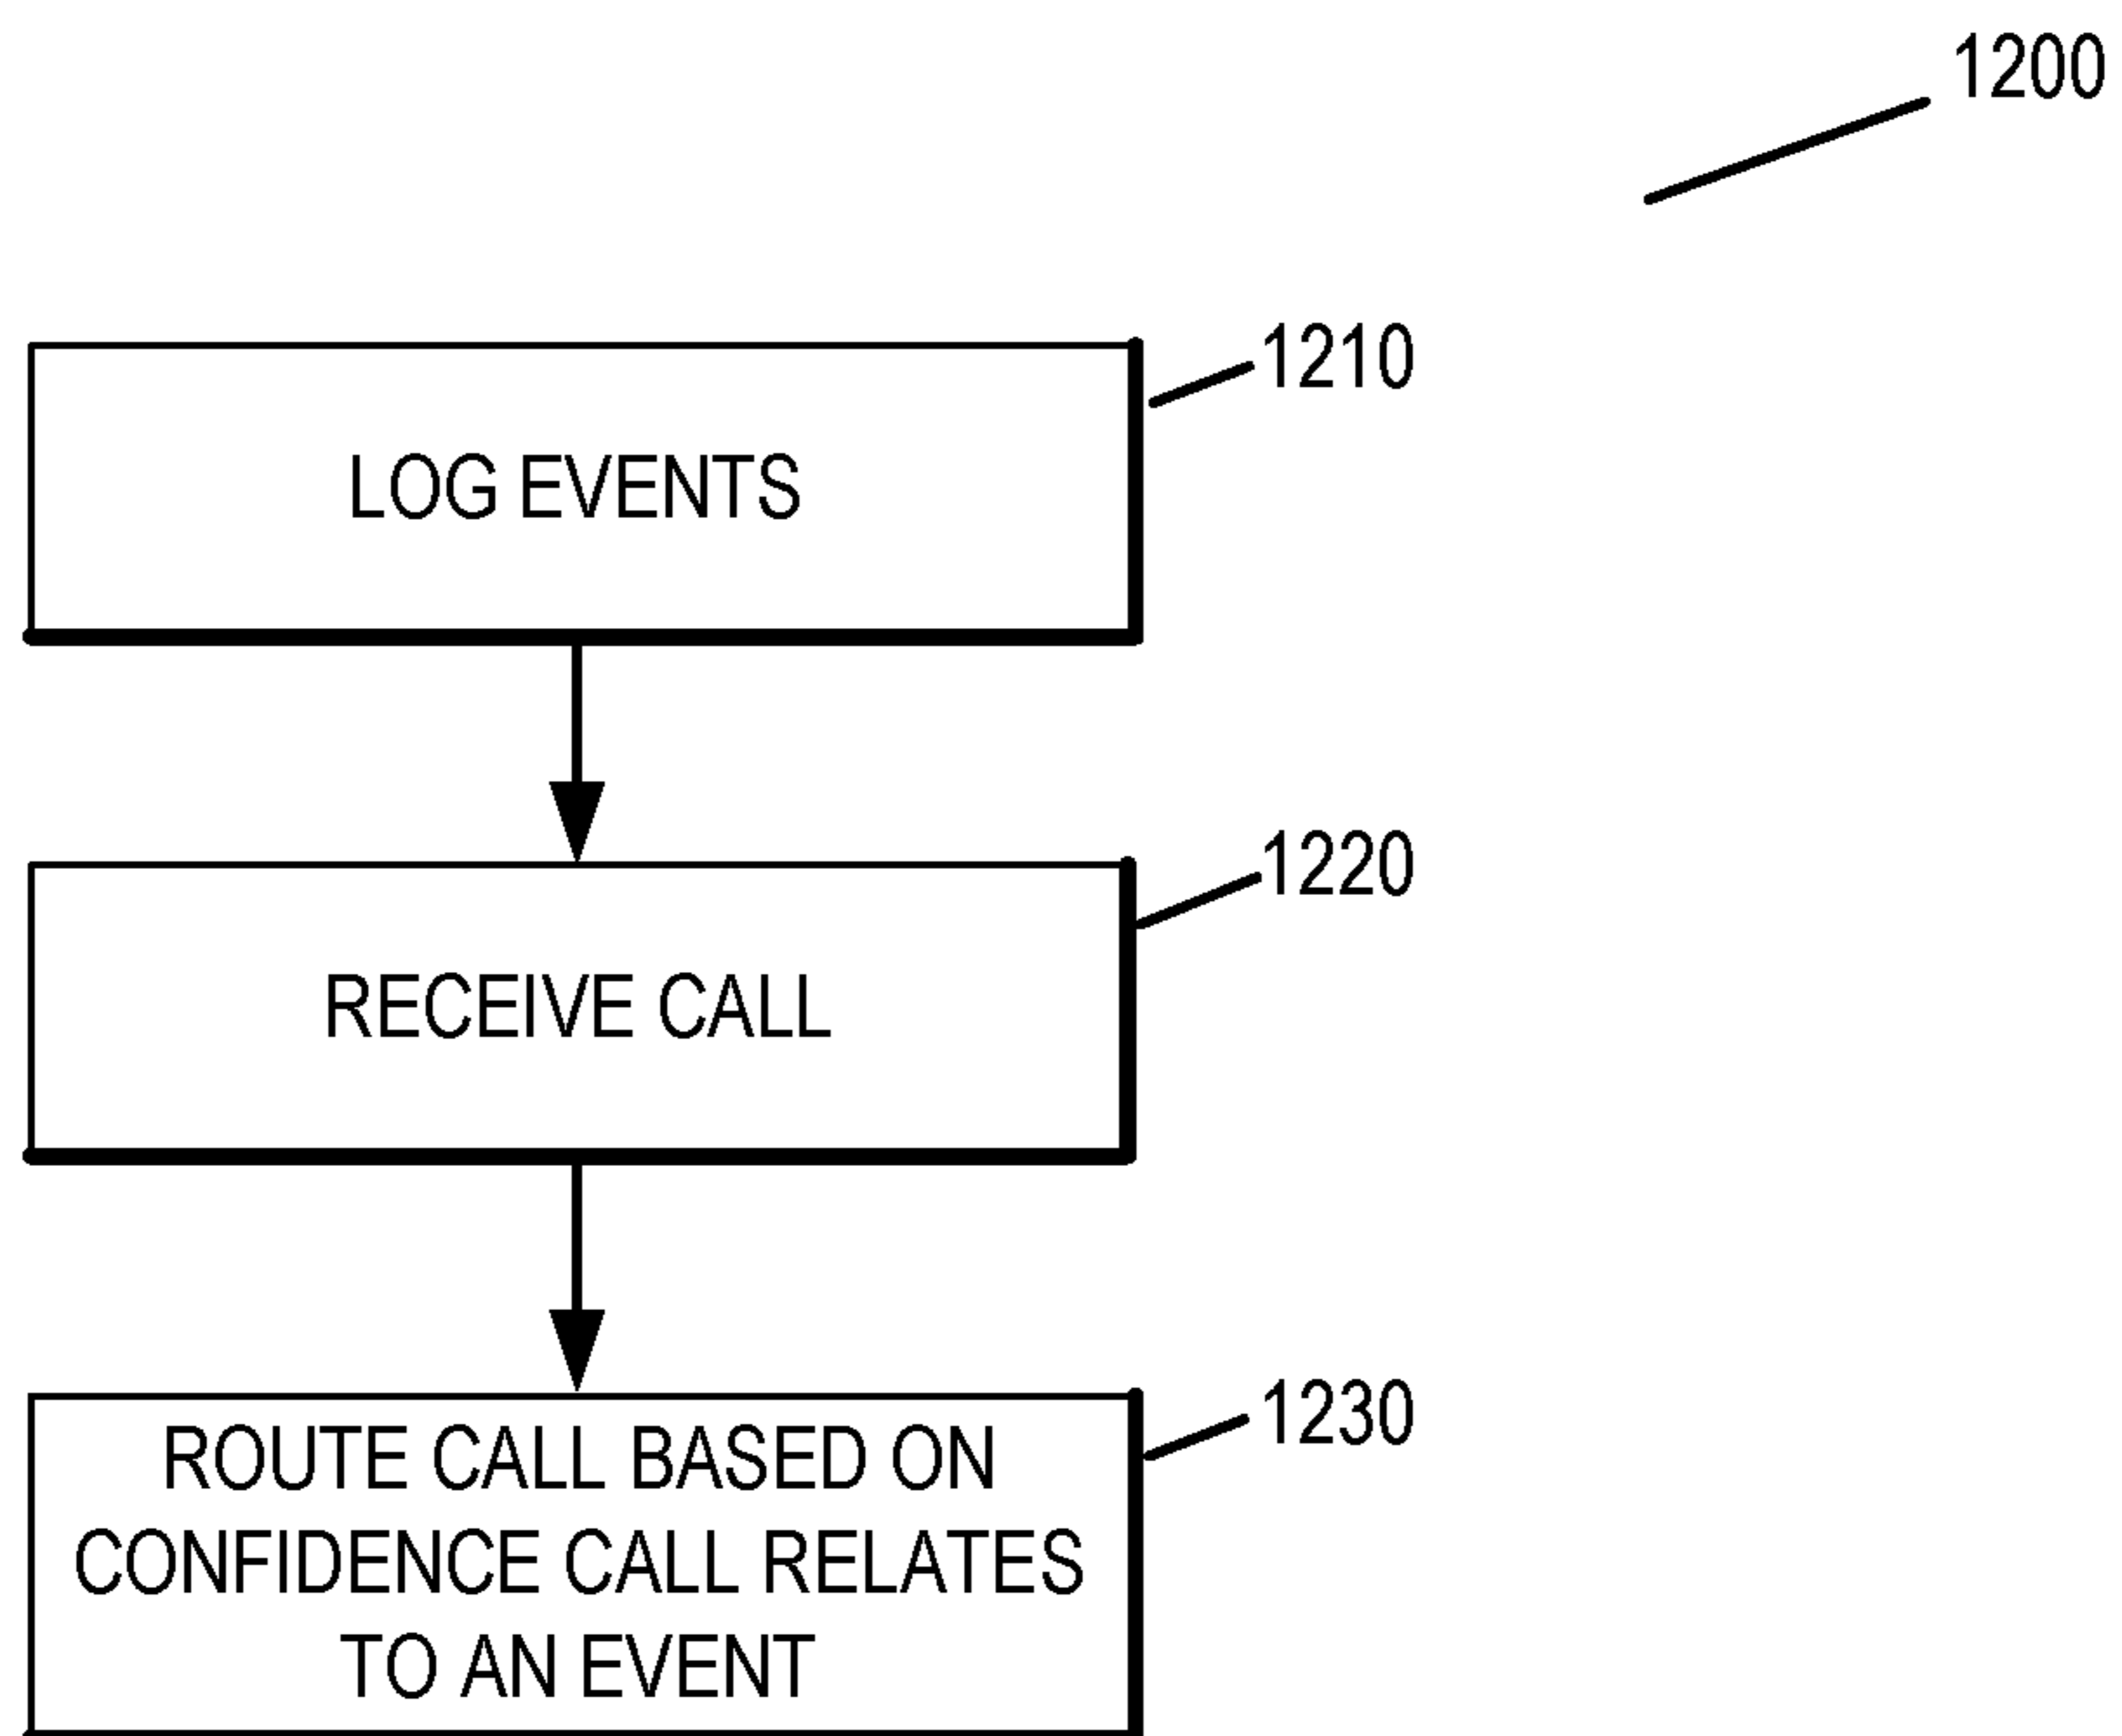 1200
1210
LOG EVENTS
1220
RECEIVE CALL
1230
ROUTE CALL BASED ON
CONFIDENCE CALL RELATES
TO AN EVENT